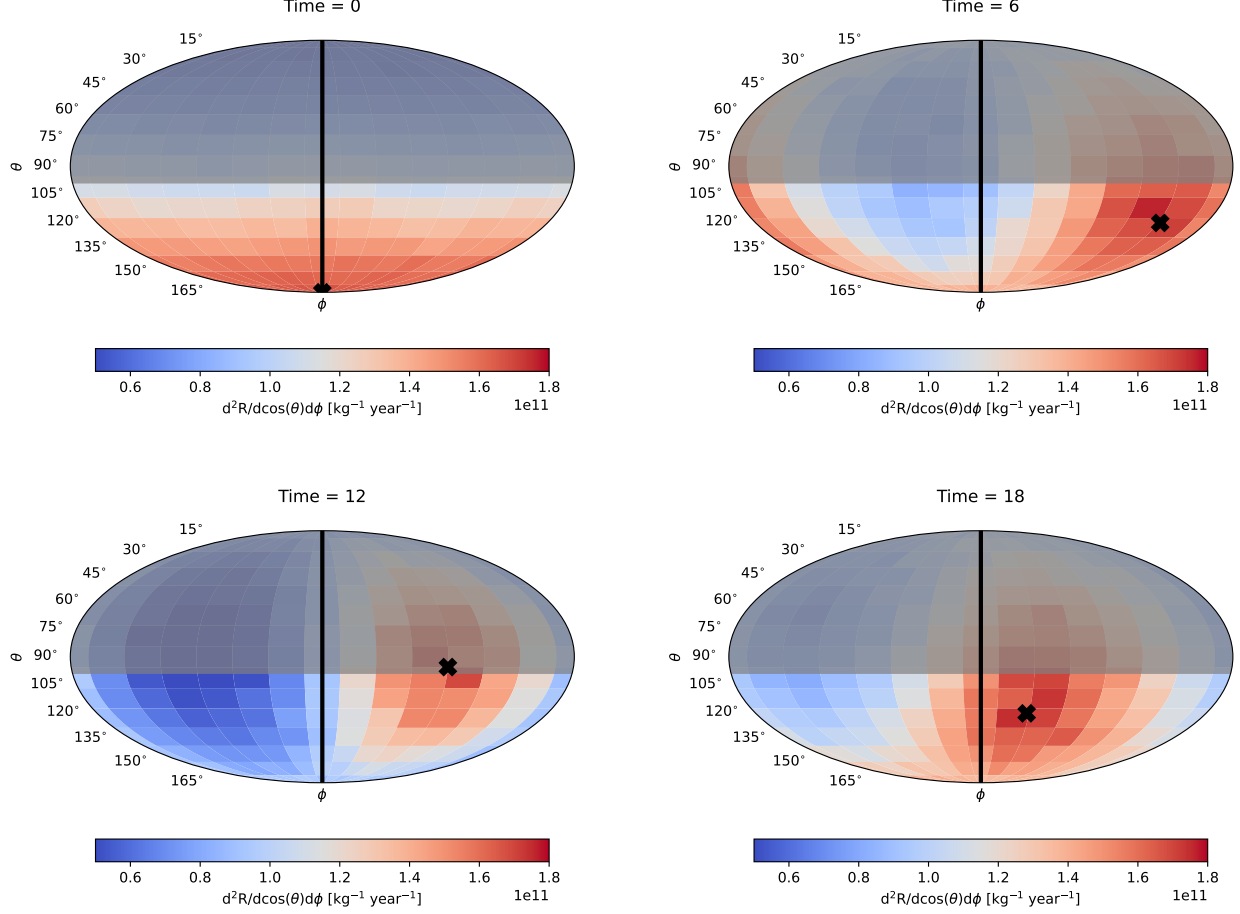 Time = 0
15°
30°
45°
60°
75°
90°
θ
105°
120°
135°
150°
165°
ϕ
0.6 0.8 1.0 1.2 1.4 1.6 1.8
1e11
d²R/dcos(θ)dϕ [kg⁻¹ year⁻¹]
Time = 6
15°
30°
45°
60°
75°
90°
θ
105°
120°
135°
150°
165°
ϕ
0.6 0.8 1.0 1.2 1.4 1.6 1.8
1e11
d²R/dcos(θ)dϕ [kg⁻¹ year⁻¹]
Time = 12
15°
30°
45°
60°
75°
90°
θ
105°
120°
135°
150°
165°
ϕ
0.6 0.8 1.0 1.2 1.4 1.6 1.8
1e11
d²R/dcos(θ)dϕ [kg⁻¹ year⁻¹]
Time = 18
15°
30°
45°
60°
75°
90°
θ
105°
120°
135°
150°
165°
ϕ
0.6 0.8 1.0 1.2 1.4 1.6 1.8
1e11
d²R/dcos(θ)dϕ [kg⁻¹ year⁻¹]